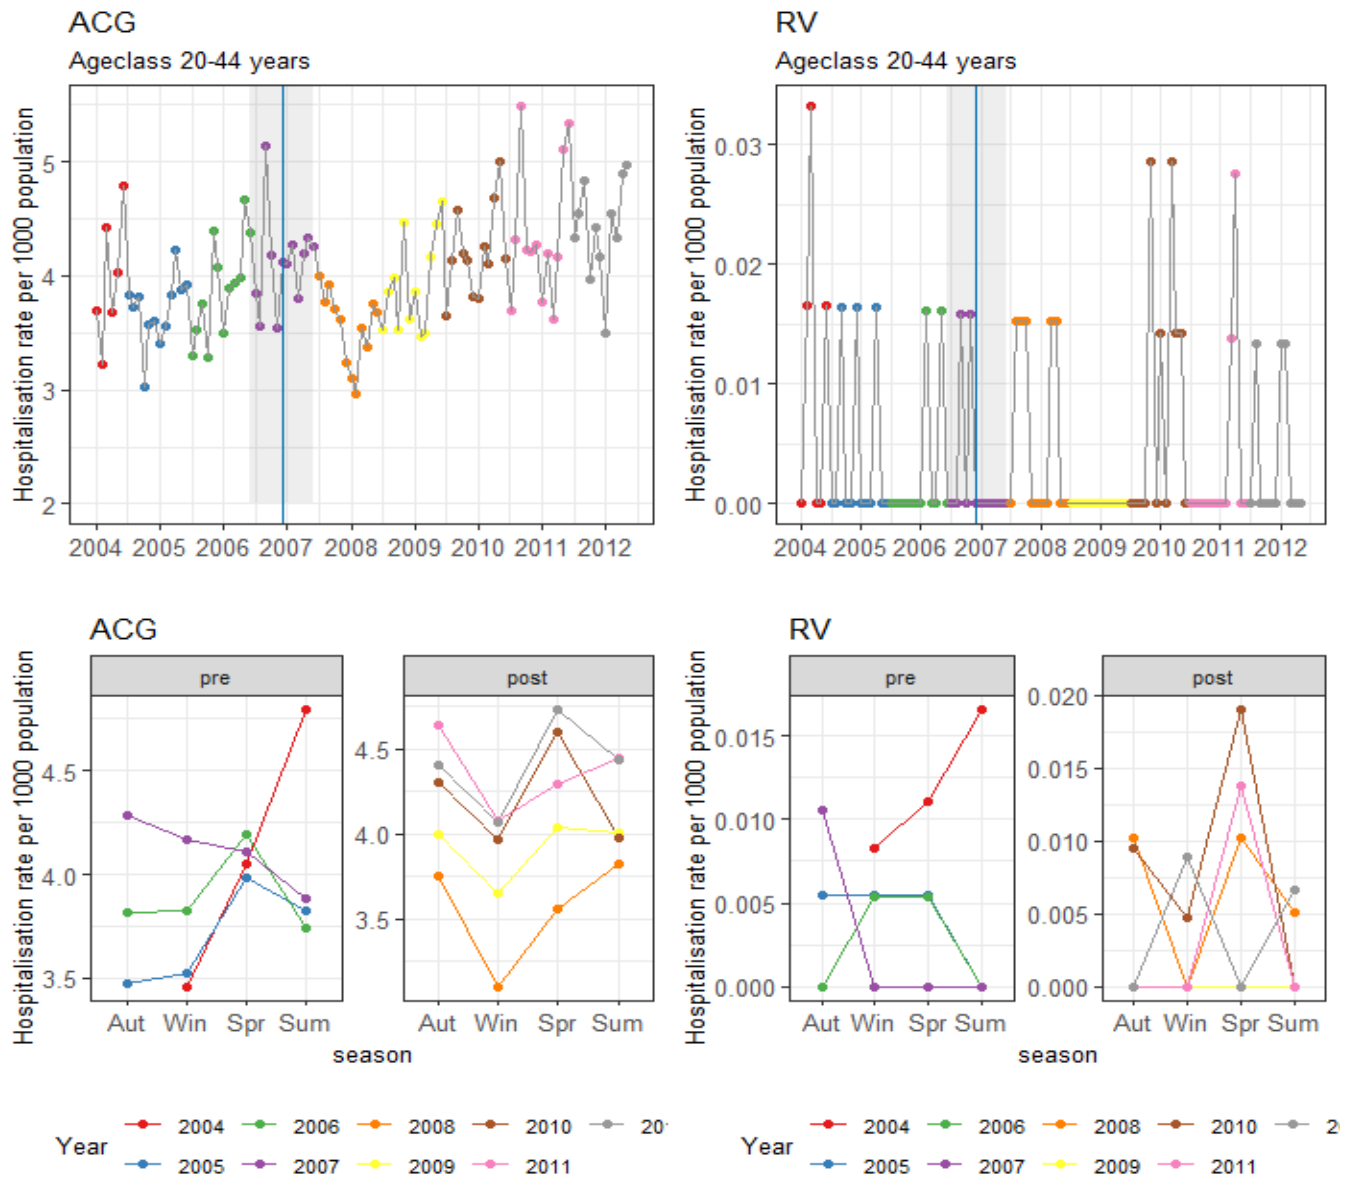 ACG
Ageclass 20-44 years
Hospitalisation rate per 1000 population
5
4
3
2
2004 2005 2006 2007 2008 2009 2010 2011 2012
RV
Ageclass 20-44 years
Hospitalisation rate per 1000 population
0.03
0.02
0.01
0.00
2004 2005 2006 2007 2008 2009 2010 2011 2012
ACG
Hospitalisation rate per 1000 population
pre
4.5
4.0
3.5
Aut Win Spr Sum
post
4.5
4.0
3.5
Aut Win Spr Sum
season
RV
Hospitalisation rate per 1000 population
pre
0.015
0.010
0.005
0.000
Aut Win Spr Sum
post
0.020
0.015
0.010
0.005
0.000
Aut Win Spr Sum
season
Year
2004 2006 2008 2010 20
2005 2007 2009 2011
Year
2004 2006 2008 2010 2
2005 2007 2009 2011